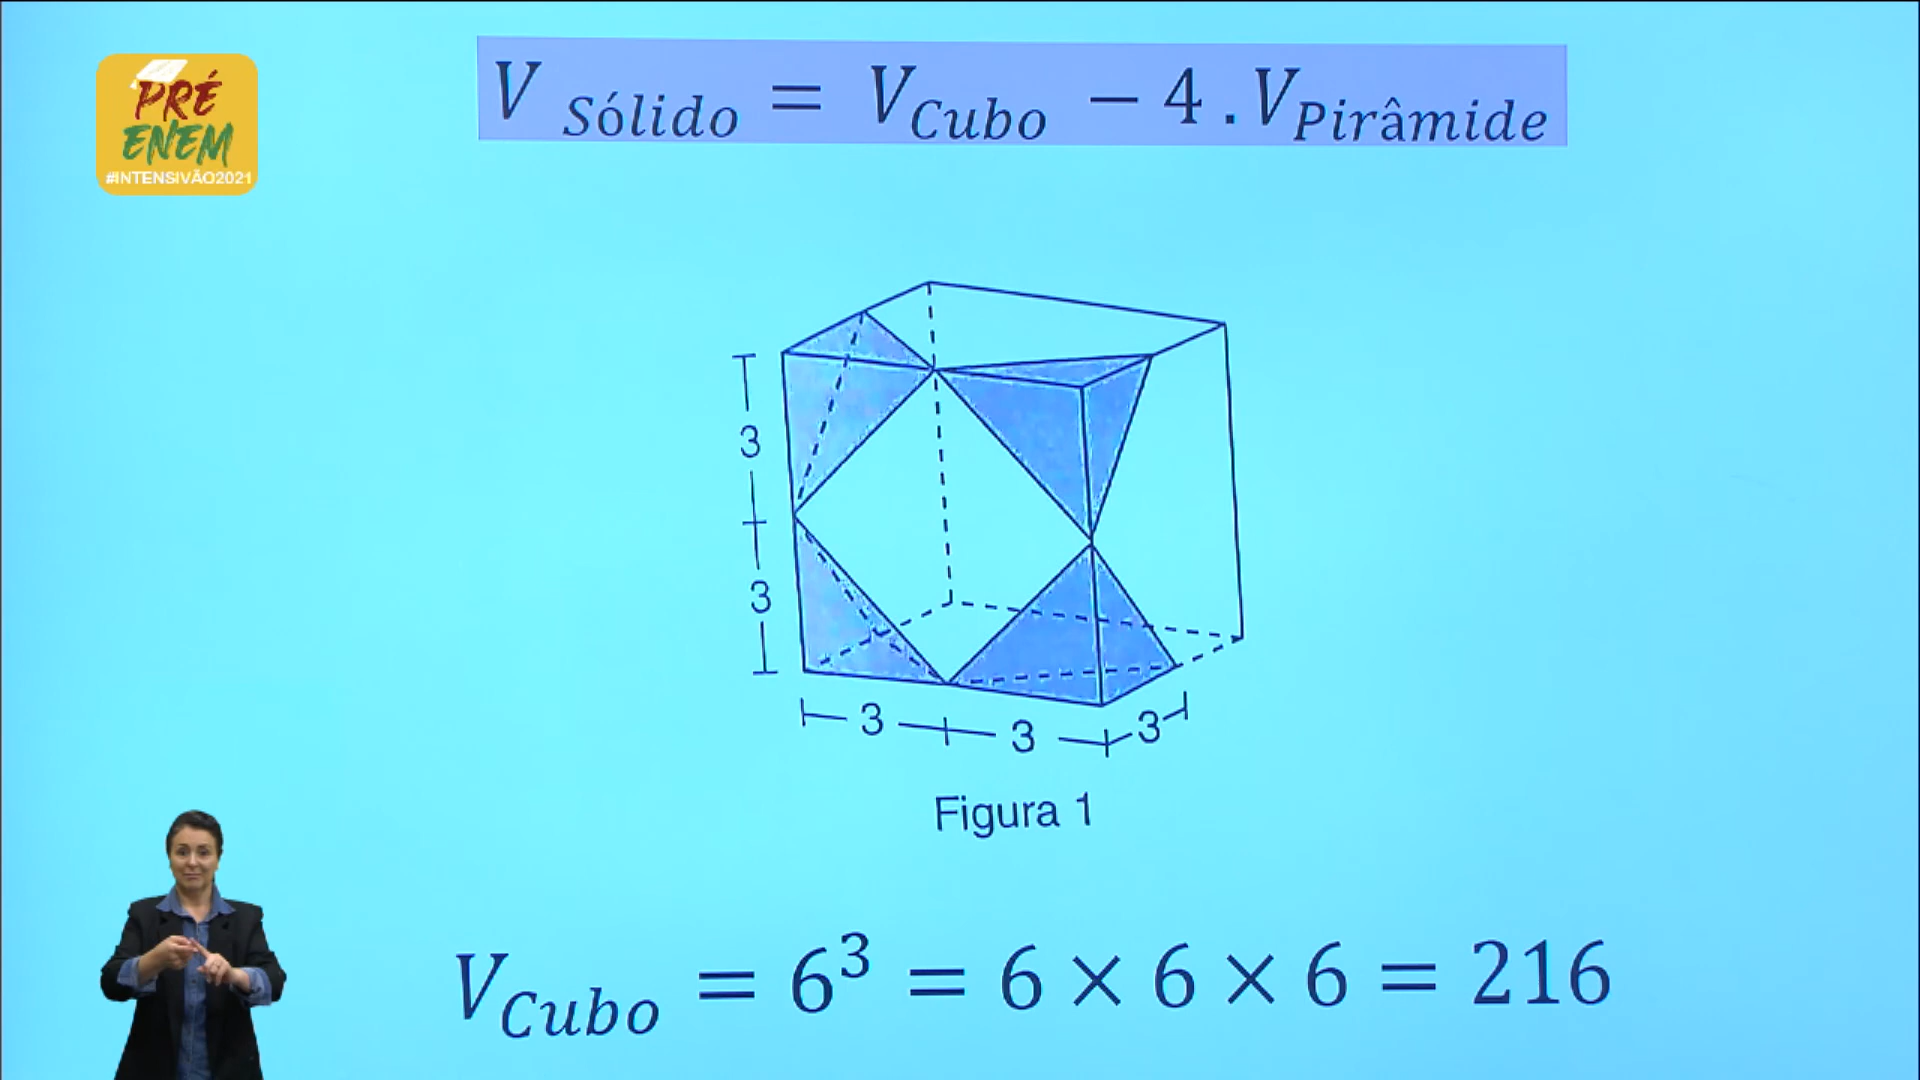 PRÉ
ENEM
#INTENSIVÃO2021
V Sólido = V Cubo − 4 . V Pirâmide
3
3
3
3
3
Figura 1
V Cubo = 6³ = 6 × 6 × 6 = 216